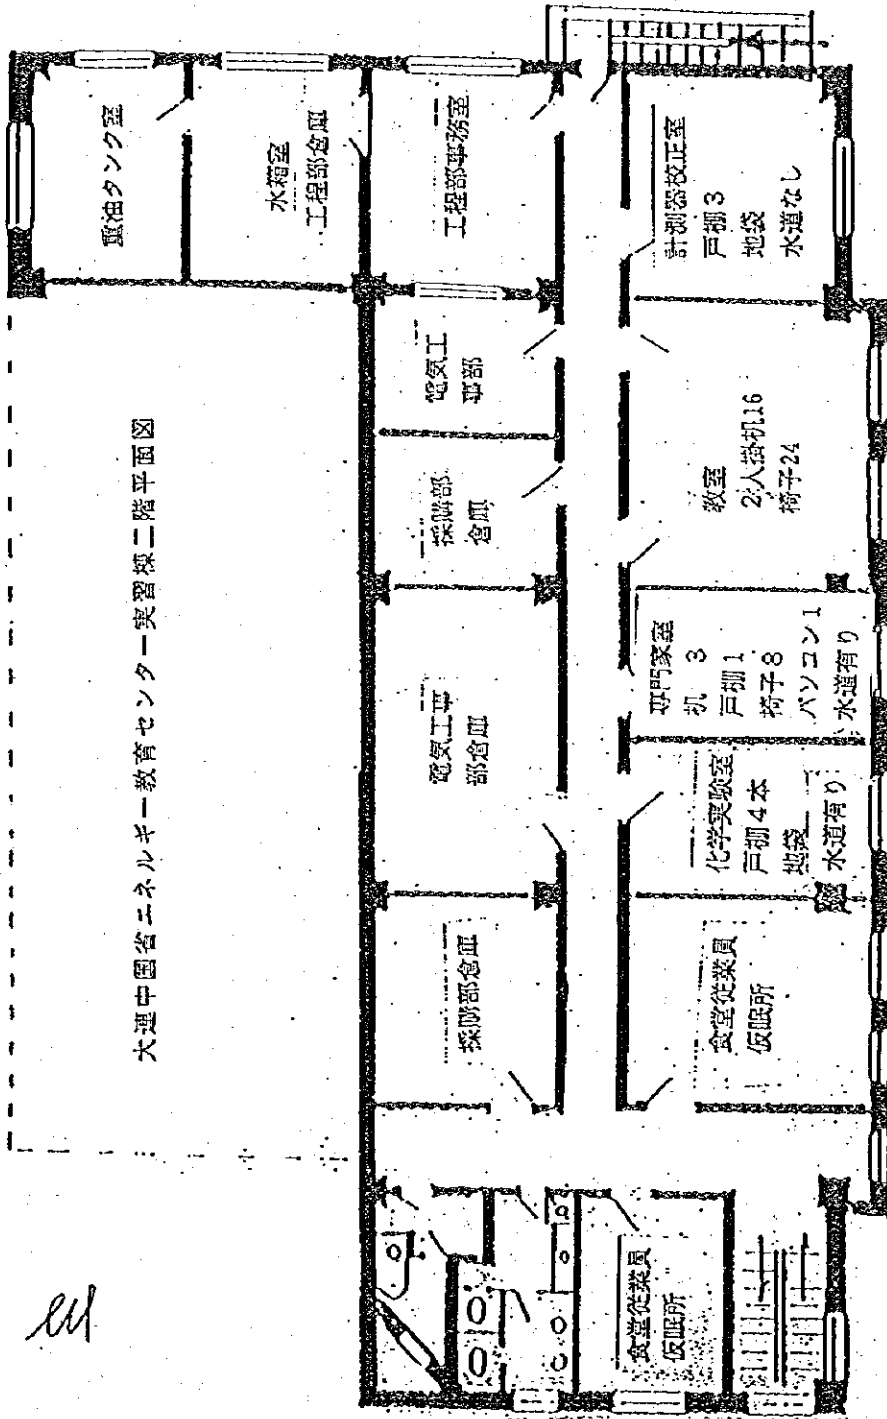 大連中国省エネルギー教育センター実習棟二階平面図
重油タンク室
水箱室
工程部倉庫
工程部事務室
計測器校正室
戸棚3
地袋
水道なし
電気工
事部
採購部
倉庫
教室
2人掛机16
椅子24
電気工事
部倉庫
専門家室
机 3
戸棚1
椅子8
パソコン1
水道有り
化学実験室
戸棚4本
地袋
水道有り
採購部倉庫
食堂従業員
仮眠所
食堂従業員
仮眠所